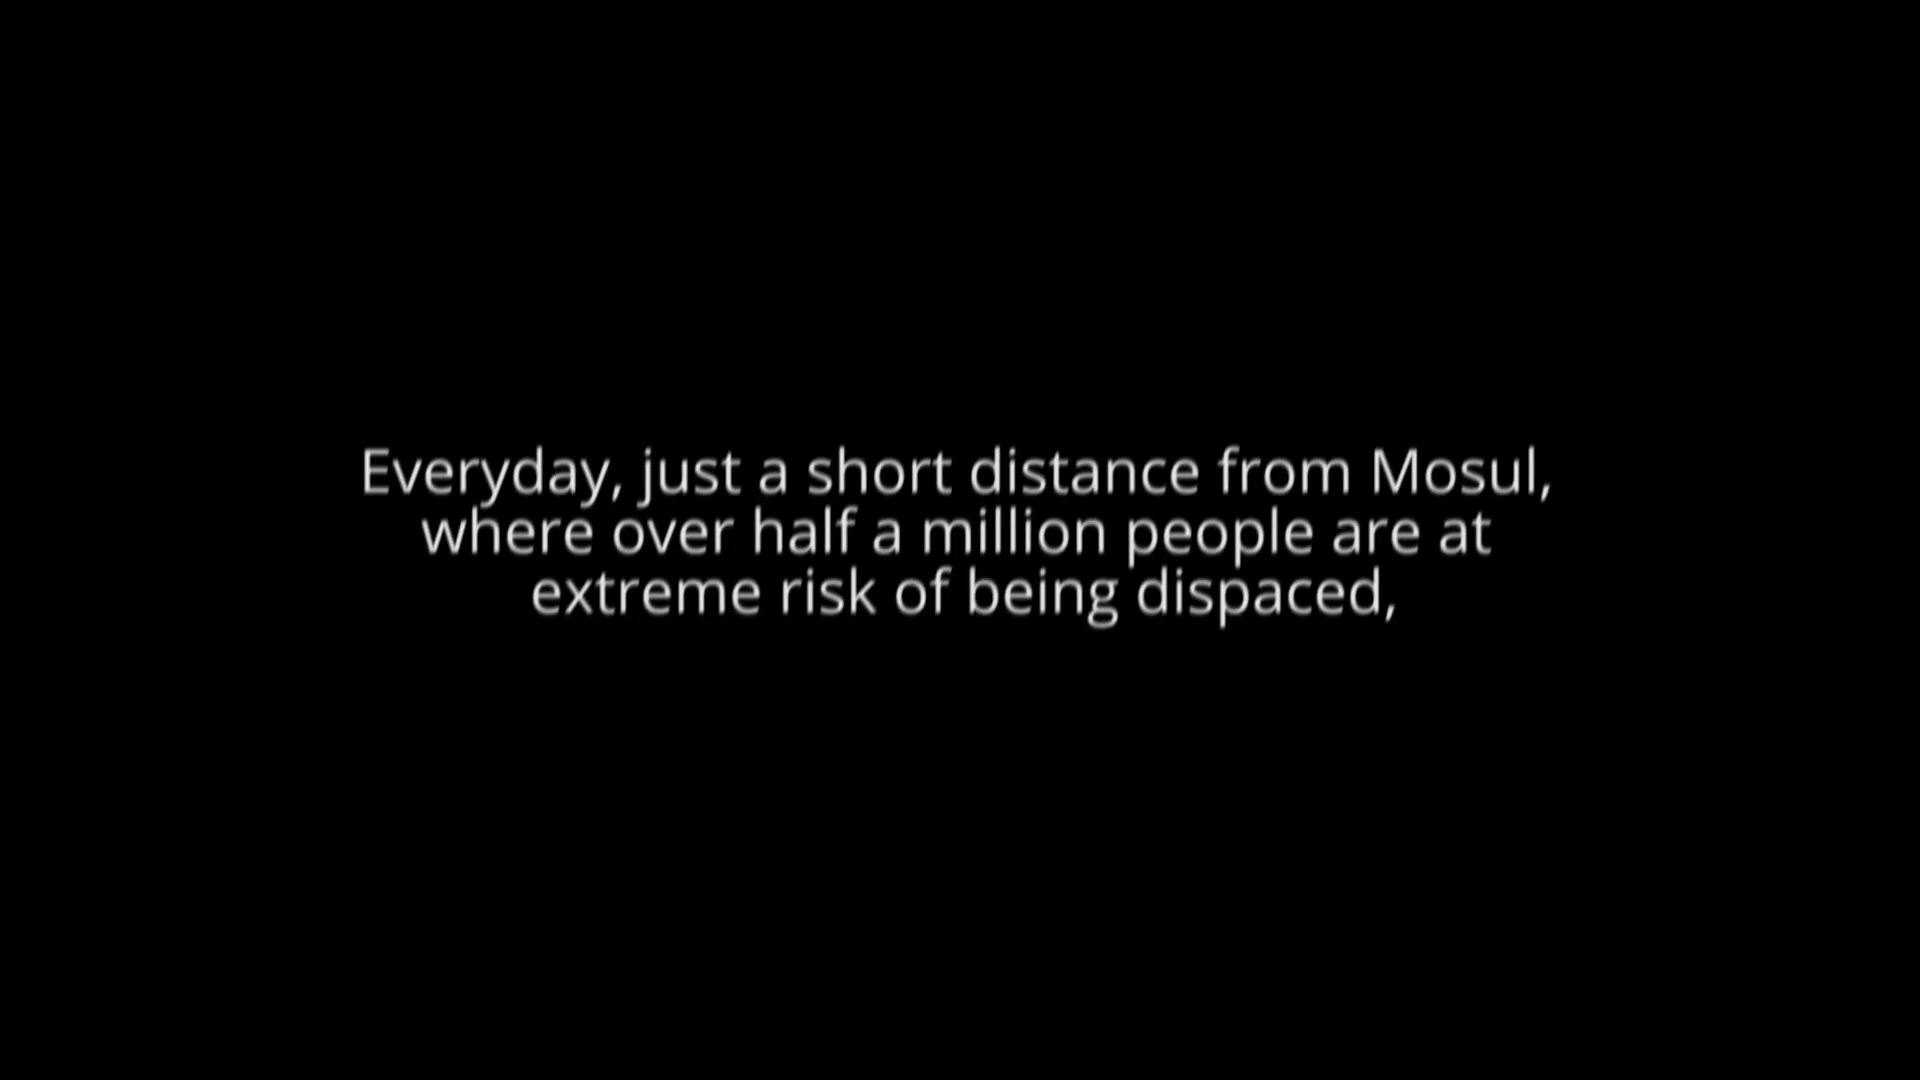 Everyday, just a short distance from Mosul,
where over half a million people are at
extreme risk of being dispaced,